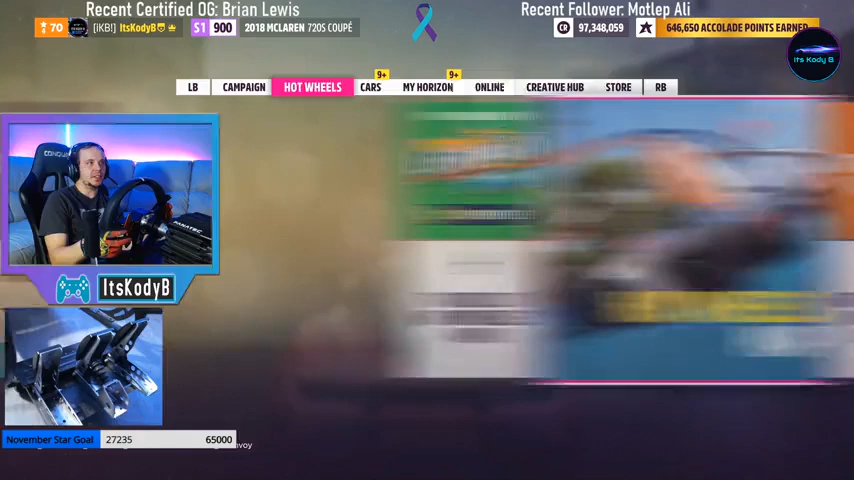 Recent Certified OG: Brian Lewis
Recent Follower: Motlep Ali
70 [iKB!] ItsKodyB S1 900 2018 MCLAREN 720S COUPÉ
CR 97,348,059 646,650 ACCOLADE POINTS EARNED
Its Kody B
9+ 9+
LB CAMPAIGN HOT WHEELS CARS MY HORIZON ONLINE CREATIVE HUB STORE RB
FANATEC
ItsKodyB
November Star Goal 27235 65000